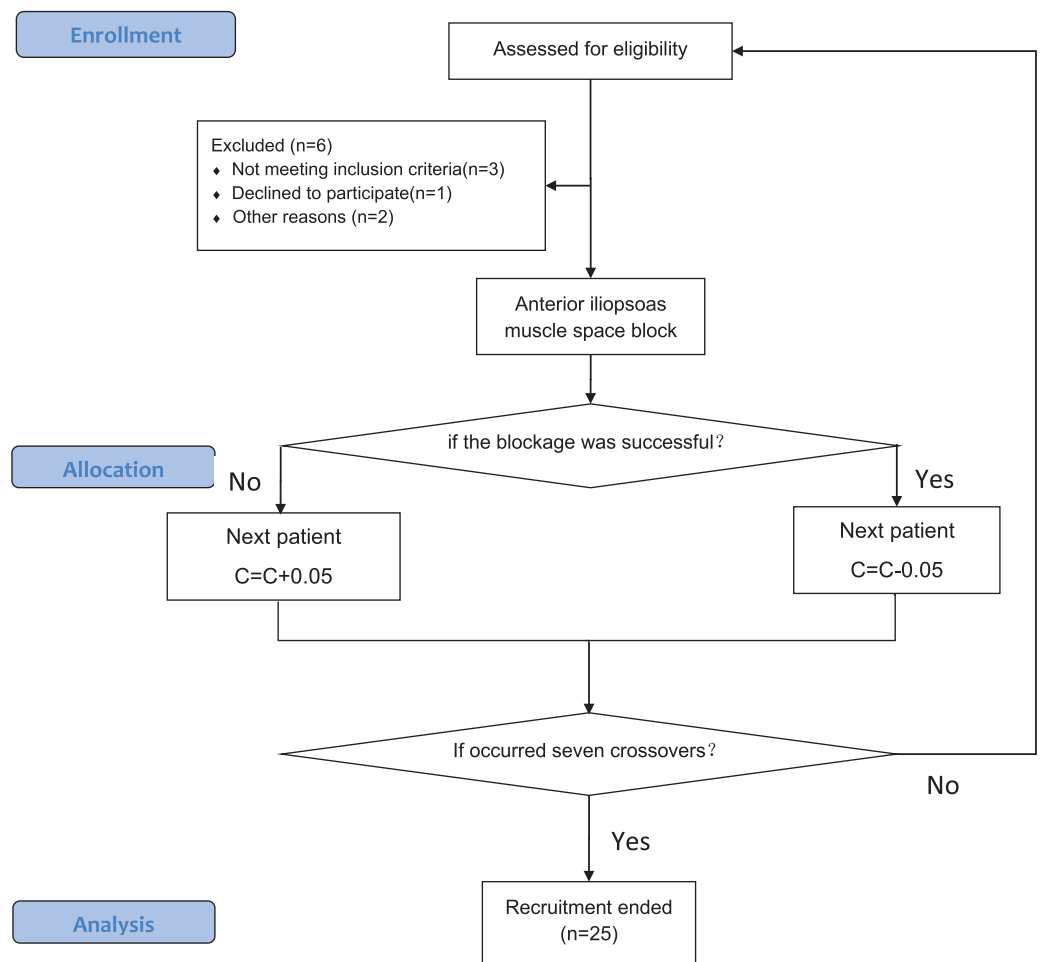 Enrollment
Assessed for eligibility
Excluded (n=6)
♦ Not meeting inclusion criteria(n=3)
♦ Declined to participate(n=1)
♦ Other reasons (n=2)
Anterior iliopsoas
muscle space block
if the blockage was successful？
Allocation
No
Yes
Next patient
C=C+0.05
Next patient
C=C-0.05
If occurred seven crossovers？
No
Yes
Recruitment ended
(n=25)
Analysis